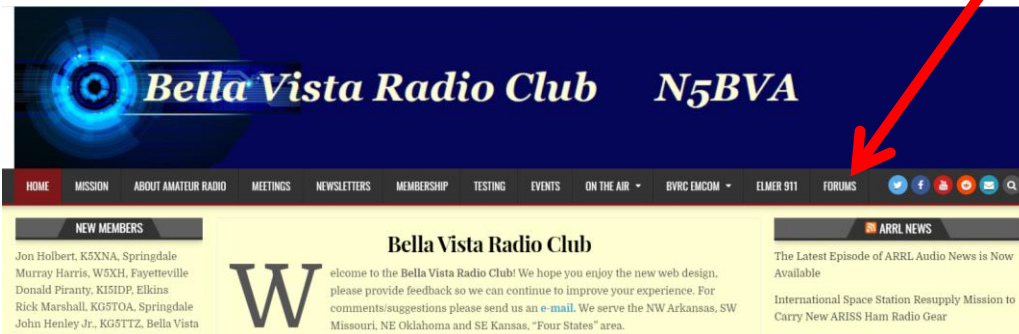 Bella Vista Radio Club N5BVA
HOME MISSION ABOUT AMATEUR RADIO MEETINGS NEWSLETTERS MEMBERSHIP TESTING EVENTS ON THE AIR BVRC EMCOM ELMER 911 FORUMS
NEW MEMBERS
Jon Holbert, K5XNA, Springdale
Murray Harris, W5XH, Fayetteville
Donald Piranty, KI5IDP, Elkins
Rick Marshall, KG5TOA, Springdale
John Henley Jr., KG5TTZ, Bella Vista
Bella Vista Radio Club
Welcome to the Bella Vista Radio Club! We hope you enjoy the new web design,
please provide feedback so we can continue to improve your experience. For
comments/suggestions please send us an e-mail. We serve the NW Arkansas, SW
Missouri, NE Oklahoma and SE Kansas, "Four States" area.
ARRL NEWS
The Latest Episode of ARRL Audio News is Now
Available
International Space Station Resupply Mission to
Carry New ARISS Ham Radio Gear